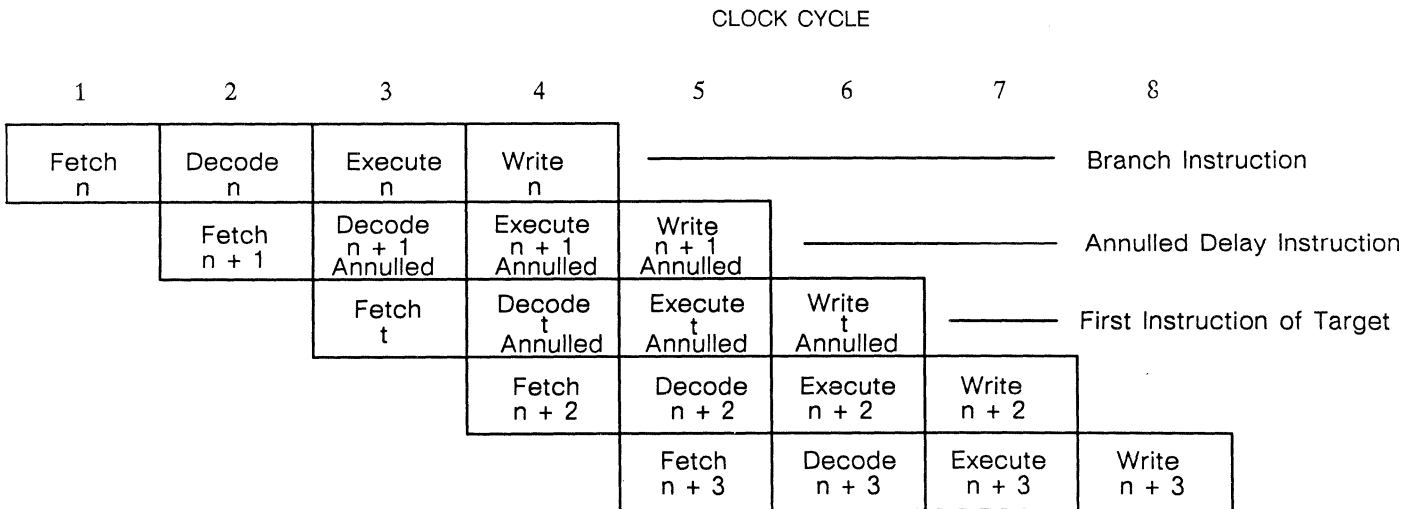 CLOCK CYCLE
1 2 3 4 5 6 7 8
Fetch n
Decode n
Execute n
Write n
Branch Instruction
Fetch n + 1
Decode n + 1 Annulled
Execute n + 1 Annulled
Write n + 1 Annulled
Annulled Delay Instruction
Fetch t
Decode t Annulled
Execute t Annulled
Write t Annulled
First Instruction of Target
Fetch n + 2
Decode n + 2
Execute n + 2
Write n + 2
Fetch n + 3
Decode n + 3
Execute n + 3
Write n + 3